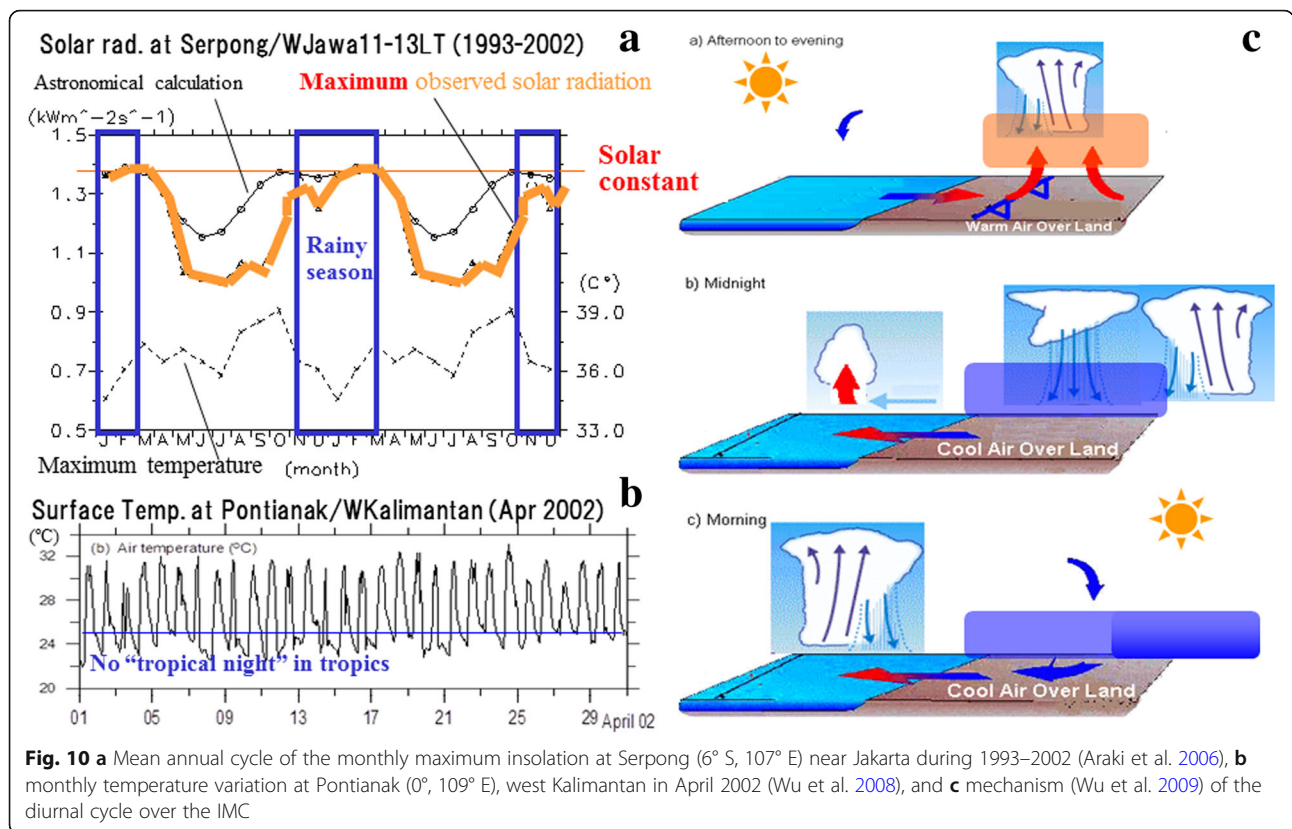 Solar rad. at Serpong/WJawa11-13LT (1993-2002)
a
Astronomical calculation
Maximum observed solar radiation
(kWm^-2s^-1)
1.5
1.3
1.1
0.9
0.7
0.5
Solar
constant
Rainy
season
(C°)
39.0
36.0
33.0
J F M A M J J A S O N D J F M A M J J A S O N D
Maximum temperature
(month)
Surface Temp. at Pontianak/WKalimantan (Apr 2002)
b
(℃)
(b) Air temperature (°C)
32
28
24
20
No "tropical night" in tropics
01 05 09 13 17 21 25 29 April 02
c
a) Afternoon to evening
Warm Air Over Land
b) Midnight
Cool Air Over Land
c) Morning
Cool Air Over Land
Fig. 10 a Mean annual cycle of the monthly maximum insolation at Serpong (6° S, 107° E) near Jakarta during 1993–2002 (Araki et al. 2006), b
monthly temperature variation at Pontianak (0°, 109° E), west Kalimantan in April 2002 (Wu et al. 2008), and c mechanism (Wu et al. 2009) of the
diurnal cycle over the IMC